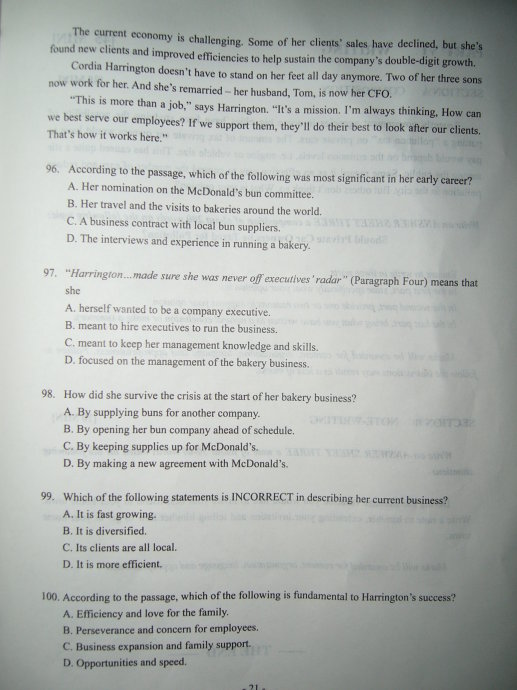 The current economy is challenging. Some of her clients' sales have declined, but she's
found new clients and improved efficiencies to help sustain the company's double-digit growth.
Cordia Harrington doesn't have to stand on her feet all day anymore. Two of her three sons
now work for her. And she's remarried – her husband, Tom, is now her CFO.
"This is more than a job," says Harrington. "It's a mission. I'm always thinking, How can
we best serve our employees? If we support them, they'll do their best to look after our clients.
That's how it works here."
96. According to the passage, which of the following was most significant in her early career?
A. Her nomination on the McDonald's bun committee.
B. Her travel and the visits to bakeries around the world.
C. A business contract with local bun suppliers.
D. The interviews and experience in running a bakery.
97. "Harrington...made sure she was never off executives' radar" (Paragraph Four) means that
she
A. herself wanted to be a company executive.
B. meant to hire executives to run the business.
C. meant to keep her management knowledge and skills.
D. focused on the management of the bakery business.
98. How did she survive the crisis at the start of her bakery business?
A. By supplying buns for another company.
B. By opening her bun company ahead of schedule.
C. By keeping supplies up for McDonald's.
D. By making a new agreement with McDonald's.
99. Which of the following statements is INCORRECT in describing her current business?
A. It is fast growing.
B. It is diversified.
C. Its clients are all local.
D. It is more efficient.
100. According to the passage, which of the following is fundamental to Harrington's success?
A. Efficiency and love for the family.
B. Perseverance and concern for employees.
C. Business expansion and family support.
D. Opportunities and speed.
- 21 -